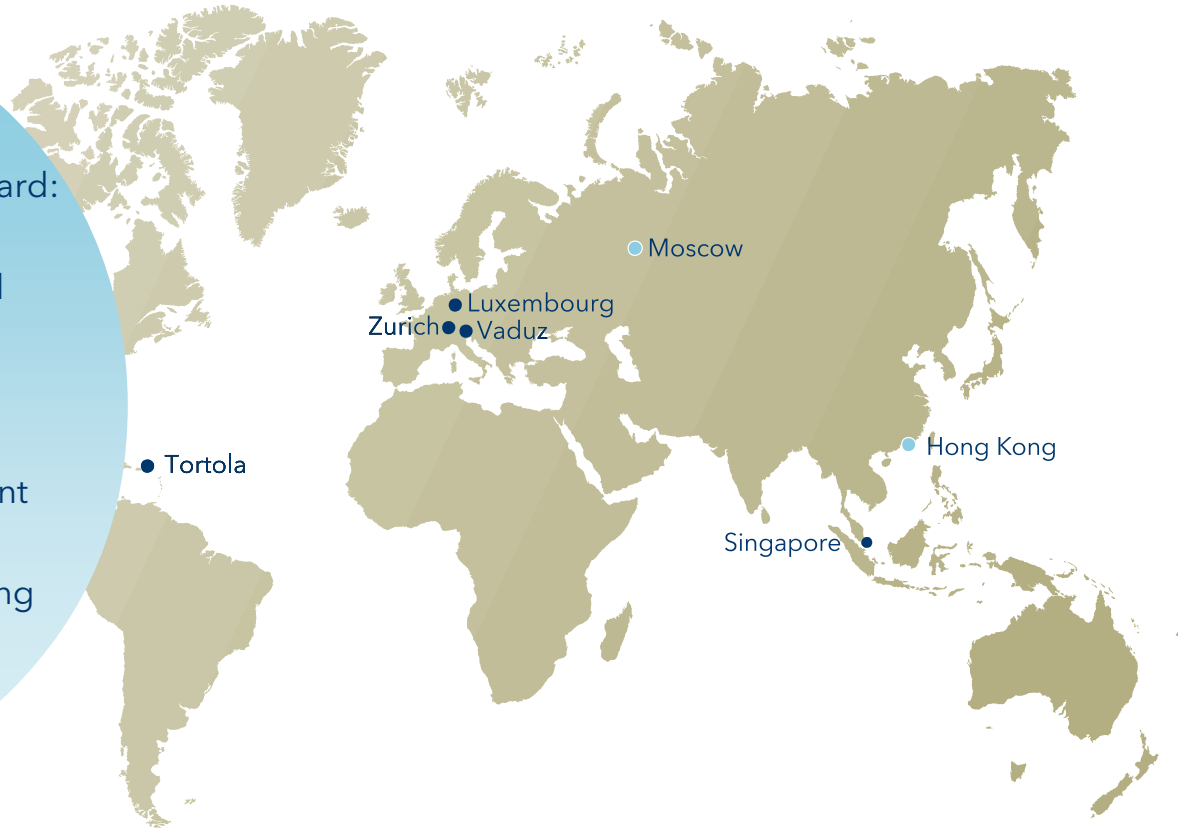 ard:
Moscow
Luxembourg
Zurich
Vaduz
Hong Kong
Tortola
nt
Singapore
ng